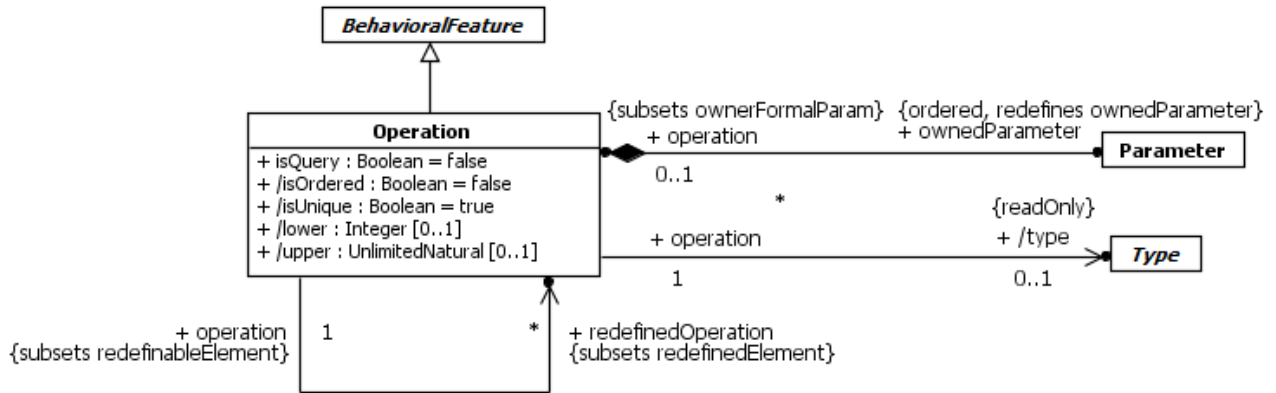 BehavioralFeature
{subsets ownerFormalParam} {ordered, redefines ownedParameter}
Operation
+ operation
+ ownedParameter
Parameter
+ isQuery : Boolean = false
+ /isOrdered : Boolean = false
+ /isUnique : Boolean = true
+ /lower : Integer [0..1]
+ /upper : UnlimitedNatural [0..1]
0..1
*
{readOnly}
+ operation
+ /type
Type
1
0..1
+ operation
1
*
+ redefinedOperation
{subsets redefinableElement}
{subsets redefinedElement}